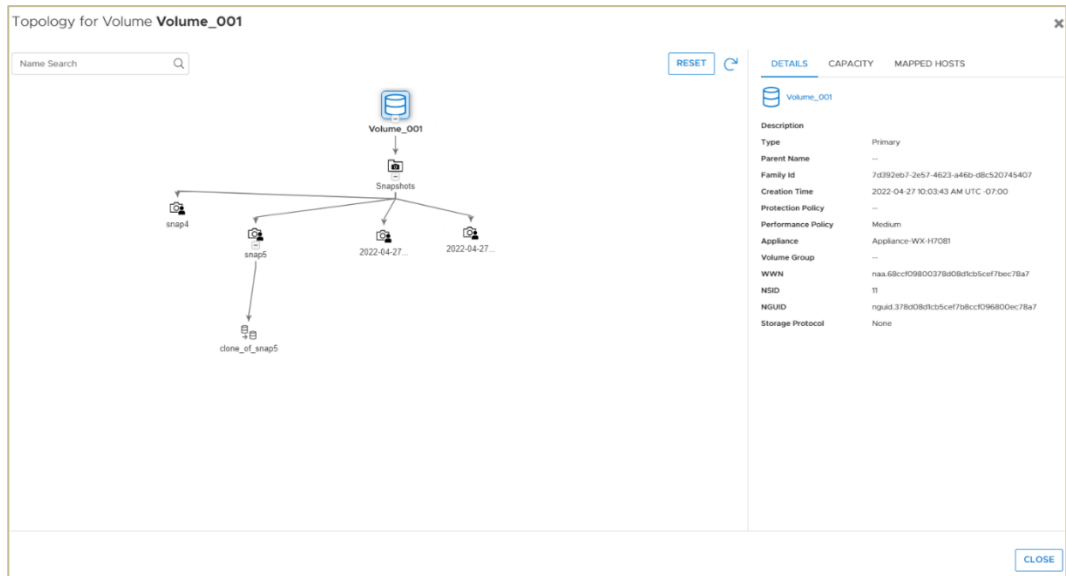 Topology for Volume Volume_001
Name Search
RESET
Volume_001
Snapshots
snap4
snap5
2022-04-27...
2022-04-27...
clone_of_snap5
DETAILS CAPACITY MAPPED HOSTS
Volume_001
Description
Type Primary
Parent Name --
Family Id 7d392eb7-2e57-4623-a46b-d8c520745407
Creation Time 2022-04-27 10:03:43 AM UTC -07:00
Protection Policy --
Performance Policy Medium
Appliance Appliance-WX-H7081
Volume Group --
WWN naa.68ccf09800378d08d1cb5cef7bec78a7
NSID 11
NGUID nguid.378d08d1cb5cef7b8ccf096800ec78a7
Storage Protocol None
CLOSE